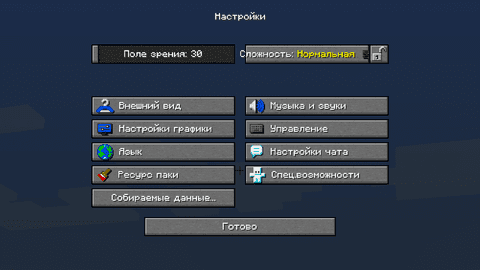 Настройки
Поле зрения: 30
Сложность: Нормальная
Внешний вид
Музыка и звуки
Настройки графики
Управление
Язык
Настройки чата
Ресурс паки
Спец.возможности
Собираемые данные...
Готово